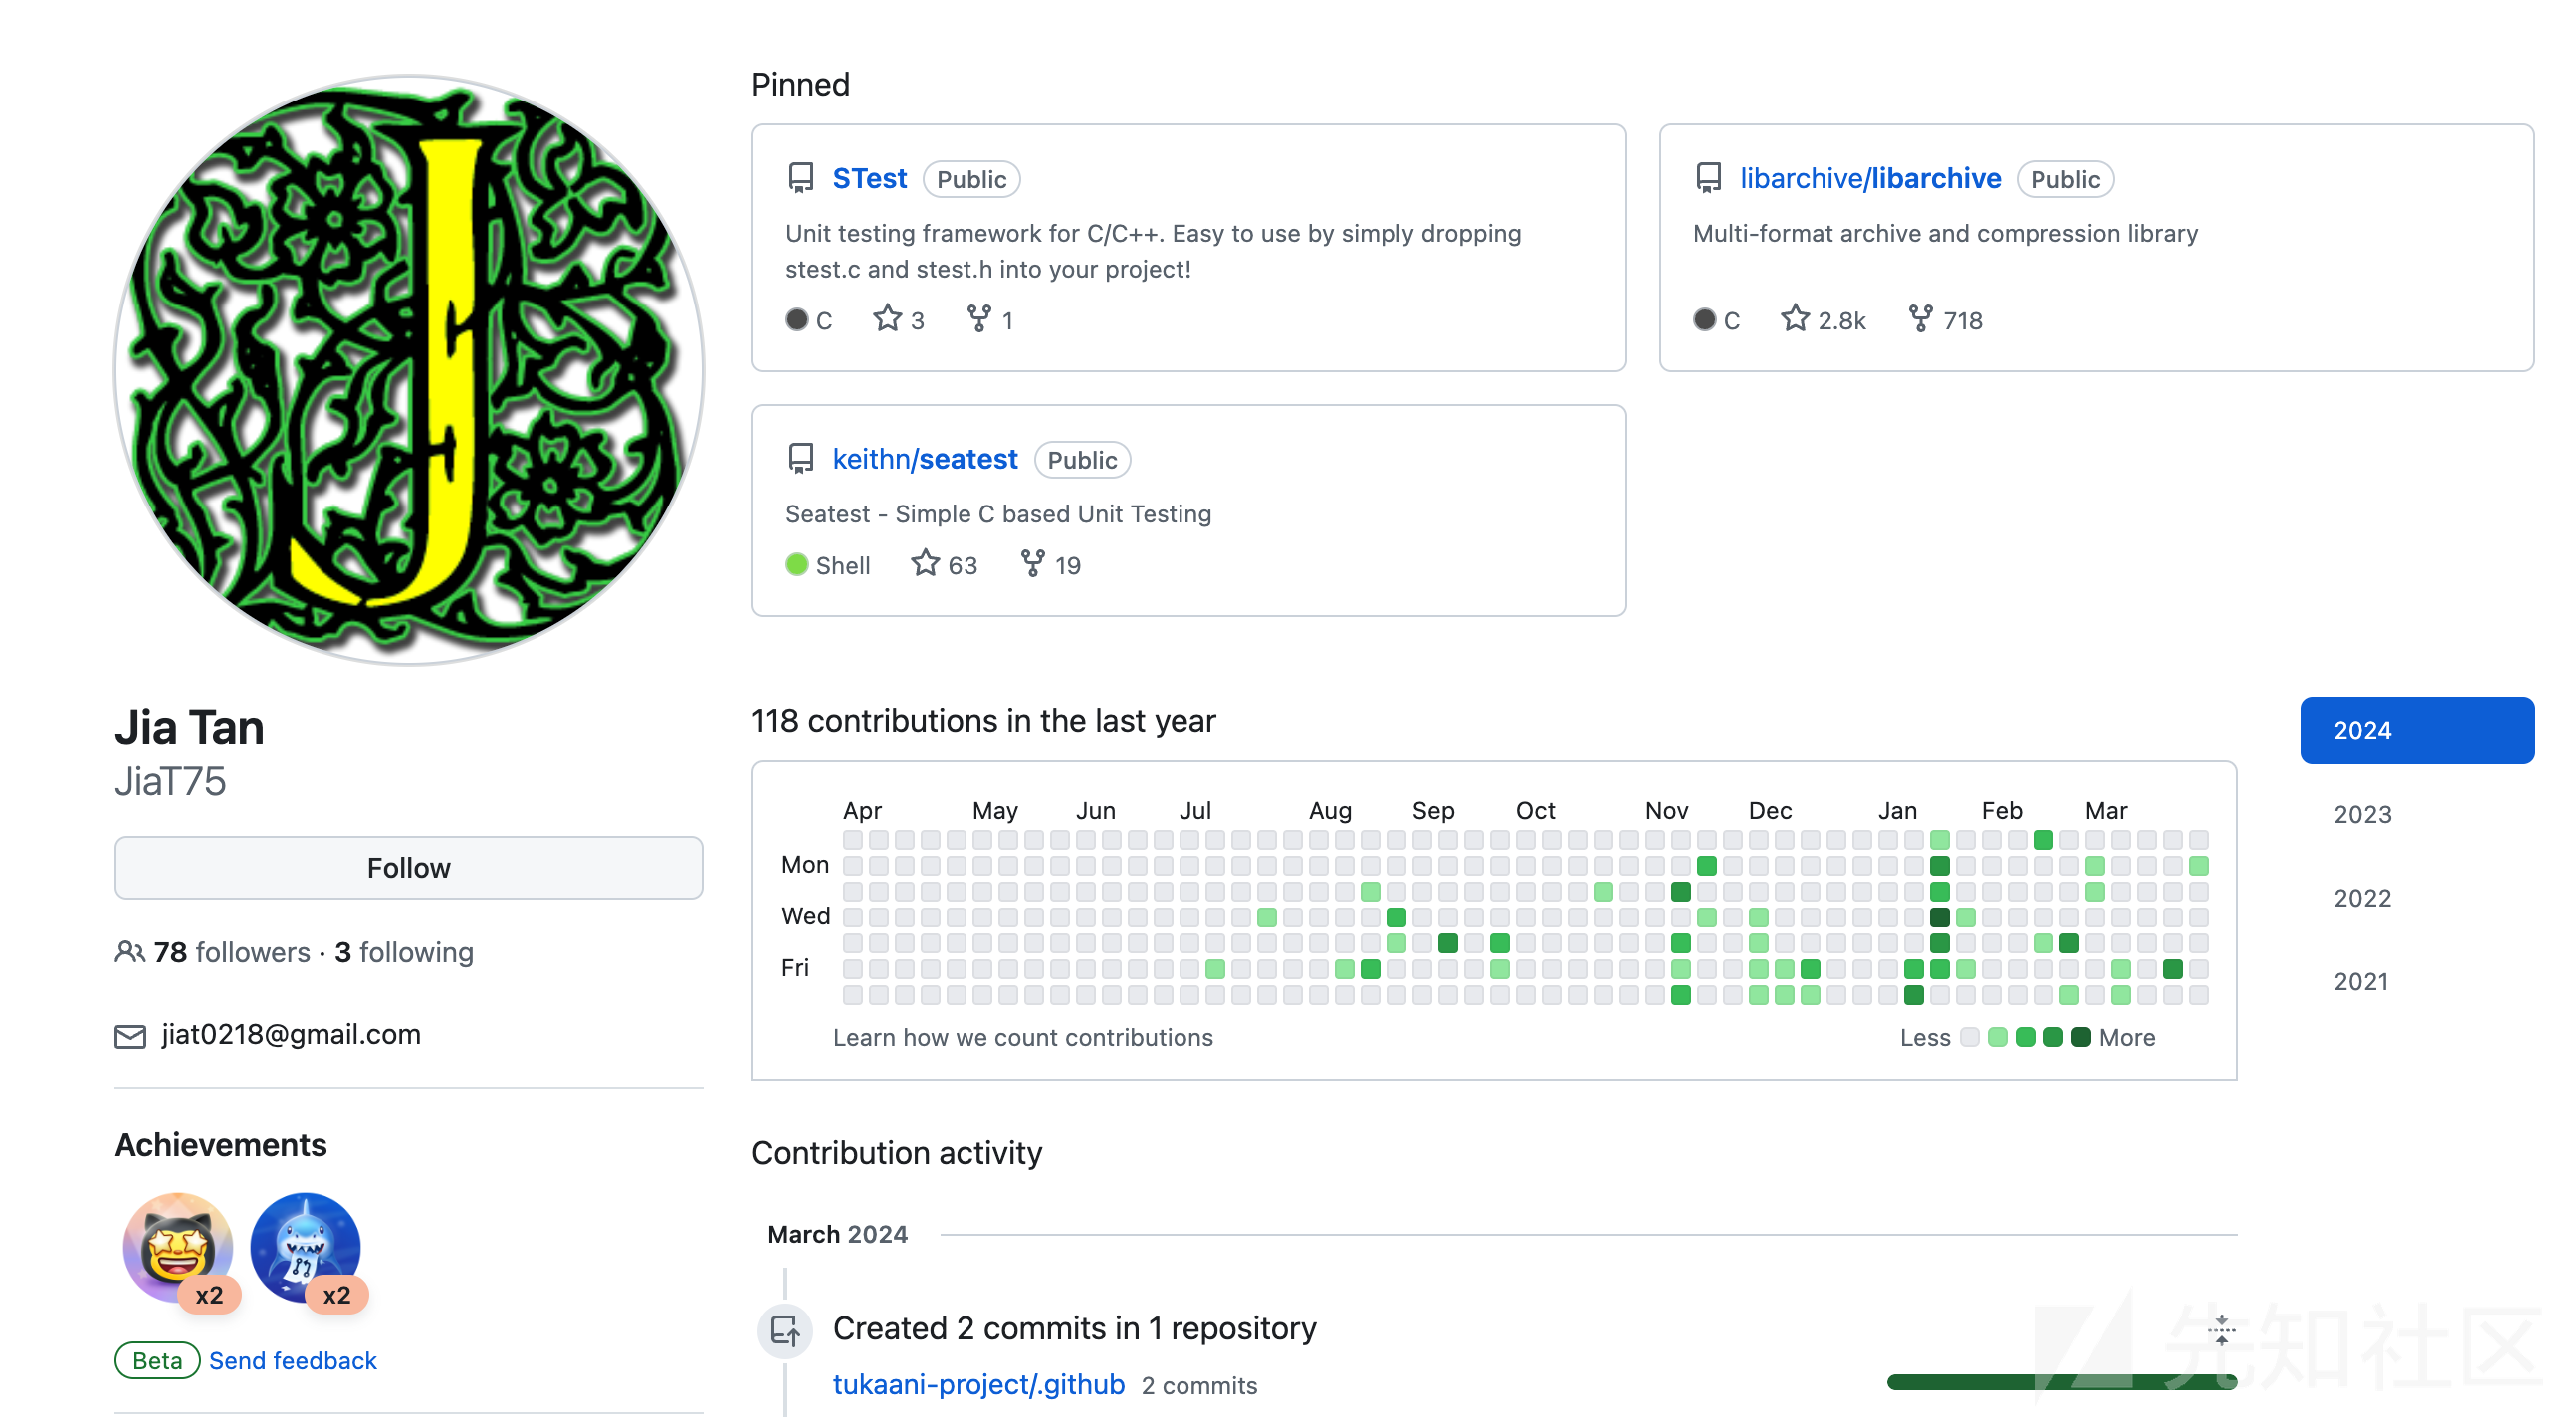 Pinned
STest Public
Unit testing framework for C/C++. Easy to use by simply dropping
stest.c and stest.h into your project!
C 3 1
libarchive/libarchive Public
Multi-format archive and compression library
C 2.8k 718
keithn/seatest Public
Seatest - Simple C based Unit Testing
Shell 63 19
Jia Tan
JiaT75
Follow
78 followers · 3 following
jiat0218@gmail.com
Achievements
x2 x2
Beta Send feedback
118 contributions in the last year
2024
2023
2022
2021
Apr May Jun Jul Aug Sep Oct Nov Dec Jan Feb Mar
Mon
Wed
Fri
Learn how we count contributions
Less More
Contribution activity
March 2024
Created 2 commits in 1 repository
tukaani-project/.github 2 commits
先知社区